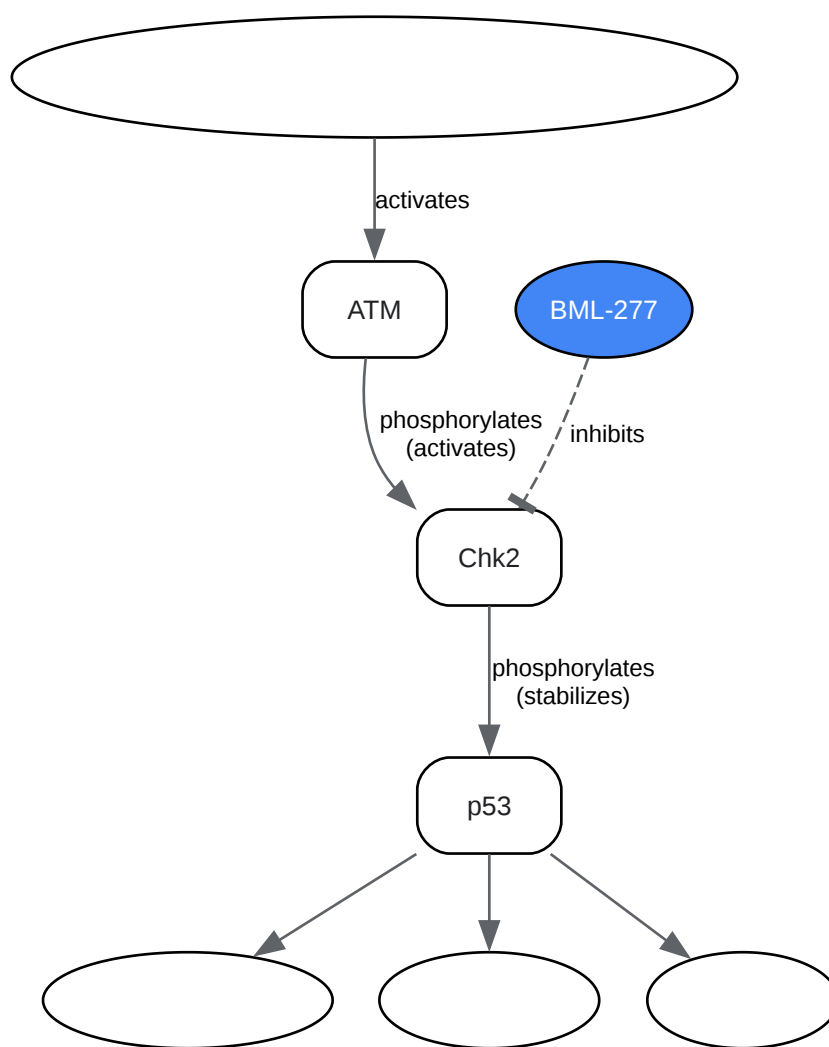 activates
ATM
BML-277
phosphorylates
(activates)
inhibits
Chk2
phosphorylates
(stabilizes)
p53